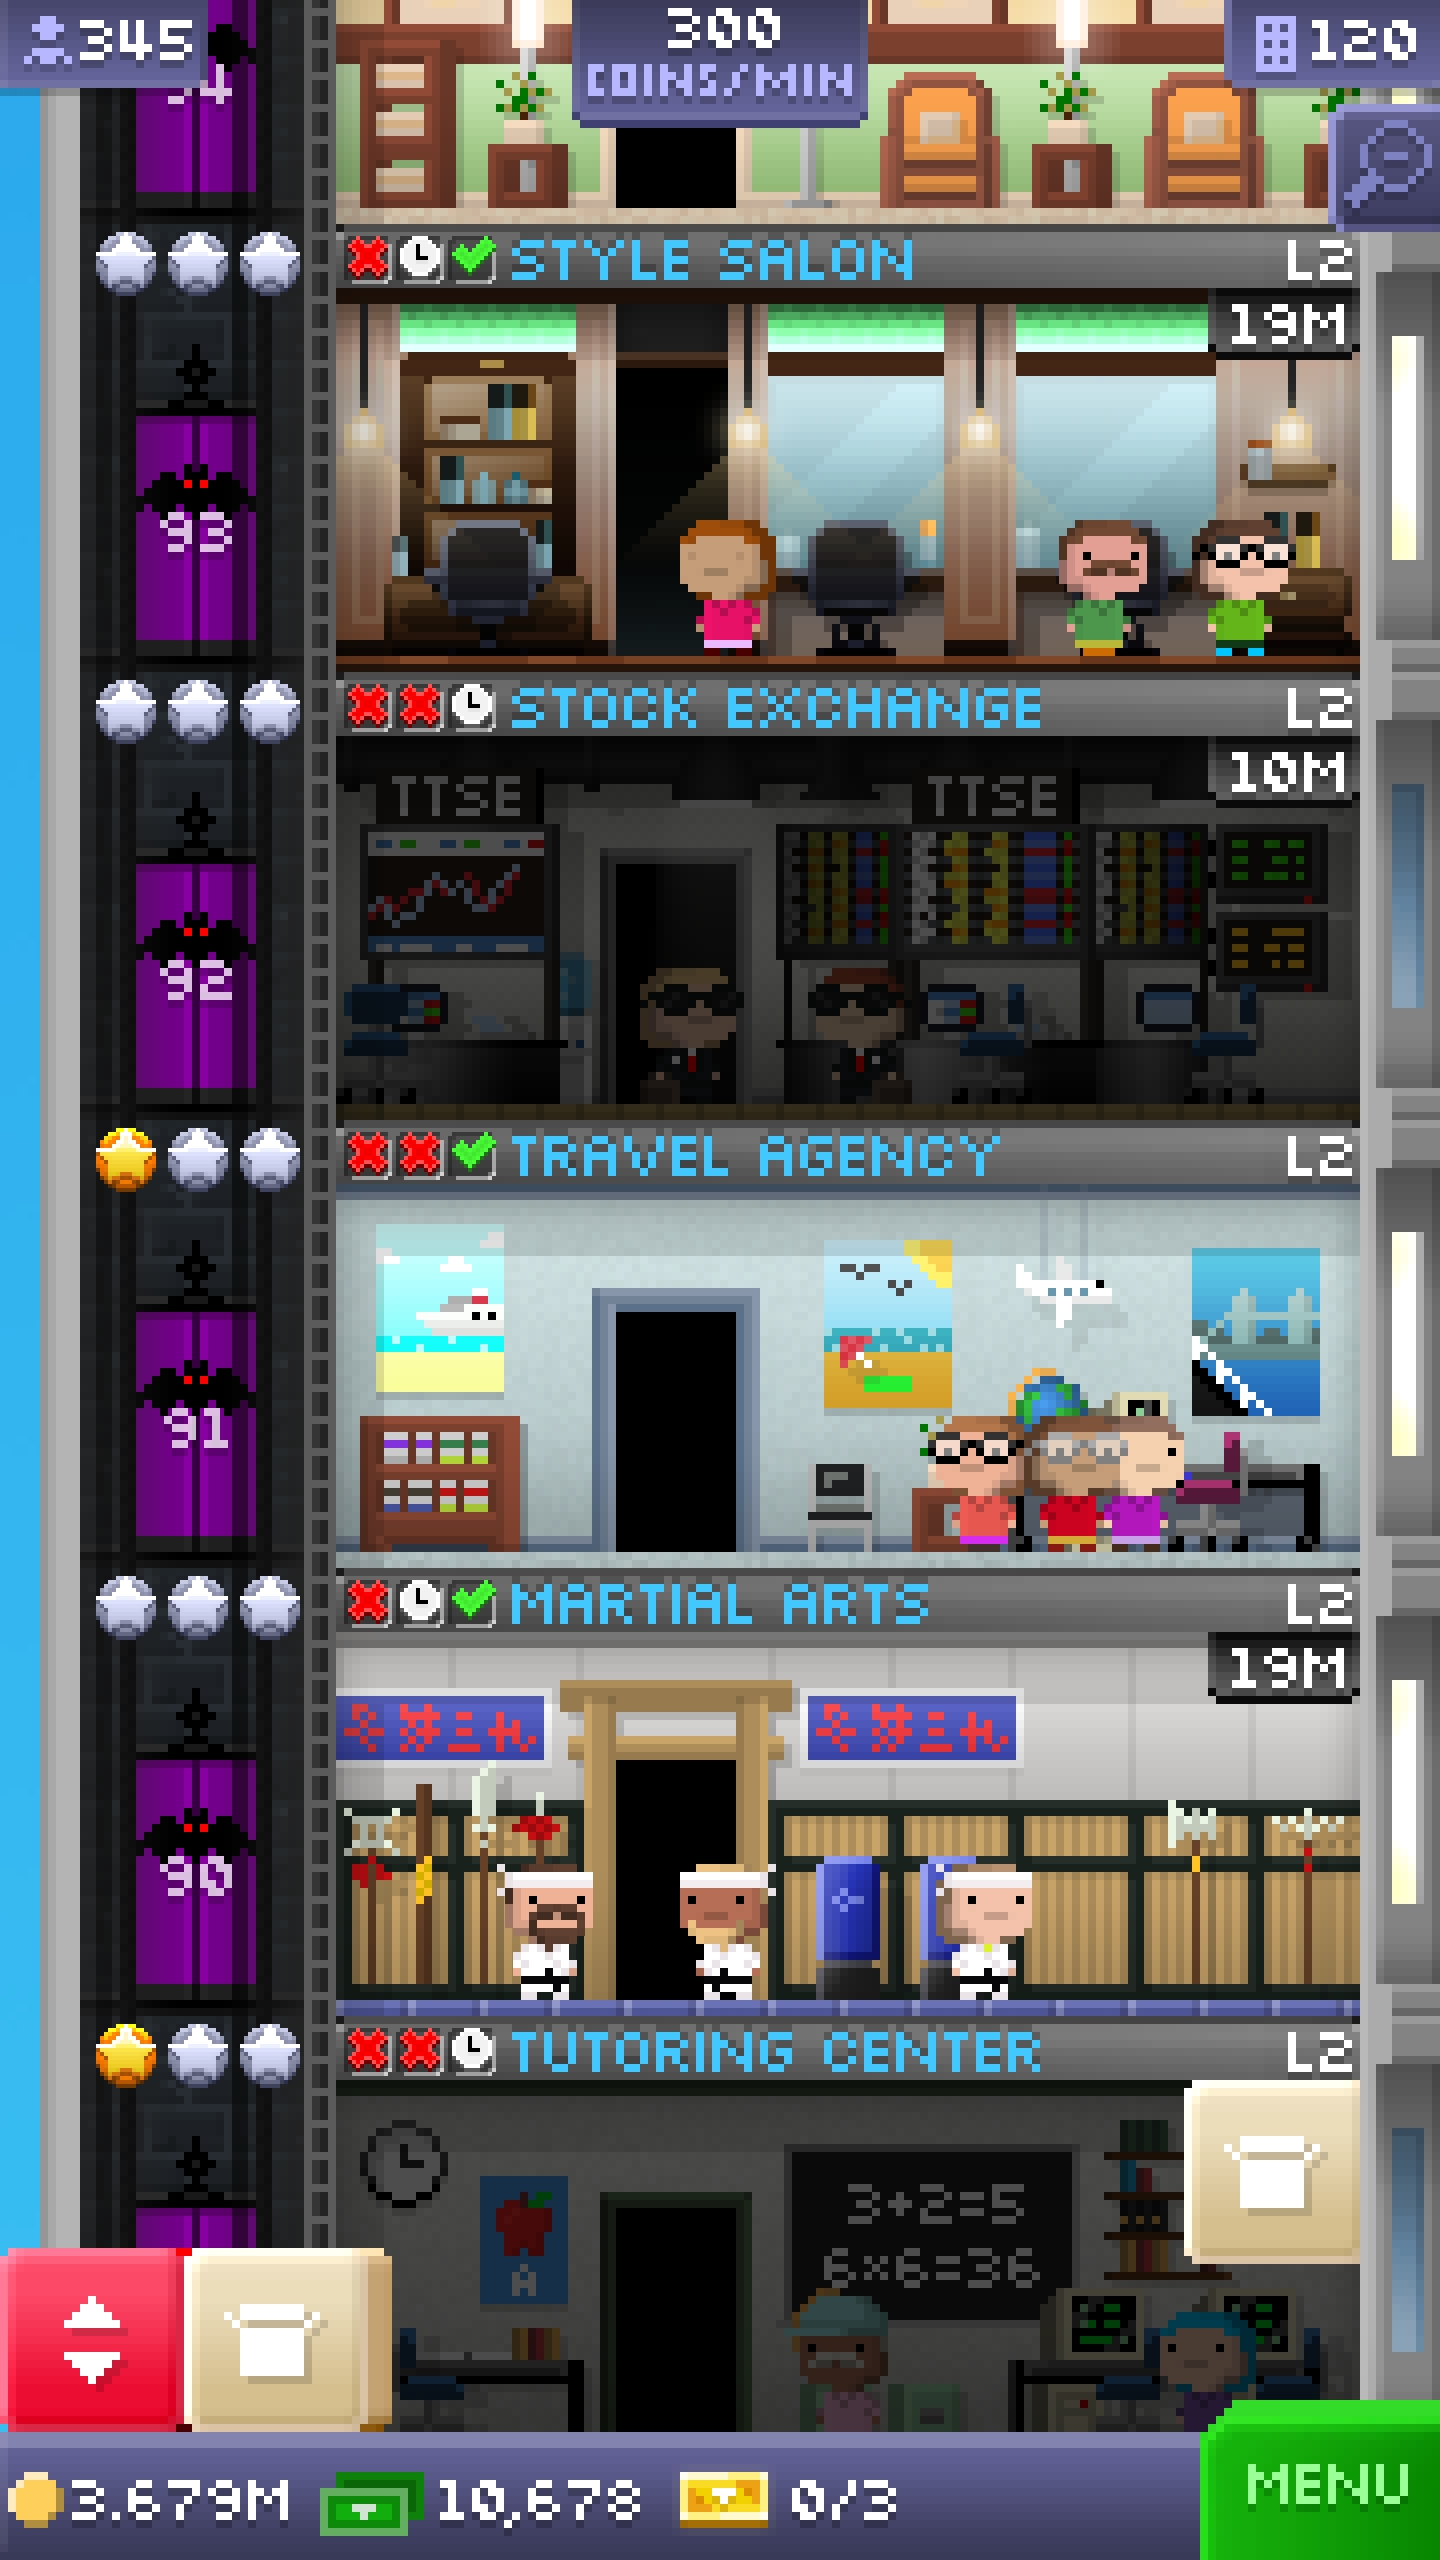 345
300
COINS/MIN
120
STYLE SALON
L2
19M
93
STOCK EXCHANGE
L2
10M
TTSE
TTSE
92
TRAVEL AGENCY
L2
91
MARTIAL ARTS
L2
19M
90
TUTORING CENTER
L2
3+2=5
6×6=36
A
3.679M
10,678
0/3
MENU